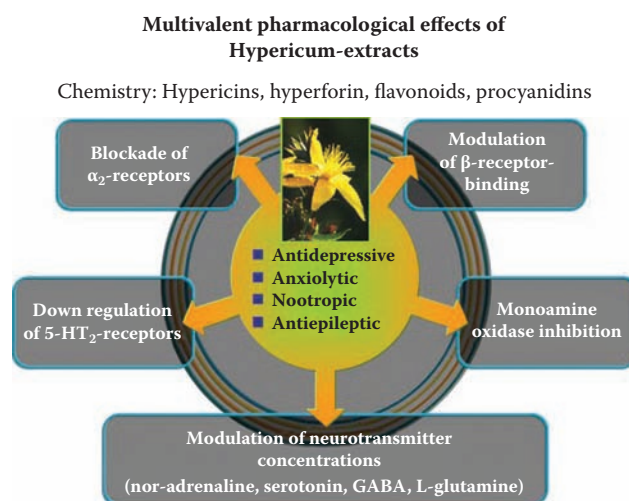 Multivalent pharmacological effects of
Hypericum-extracts
Chemistry: Hypericins, hyperforin, flavonoids, procyanidins
Blockade of
α₂-receptors
Modulation
of β-receptor-
binding
Antidepressive
Anxiolytic
Nootropic
Antiepileptic
Down regulation
of 5-HT₂-receptors
Monoamine
oxidase inhibition
Modulation of neurotransmitter
concentrations
(nor-adrenaline, serotonin, GABA, L-glutamine)